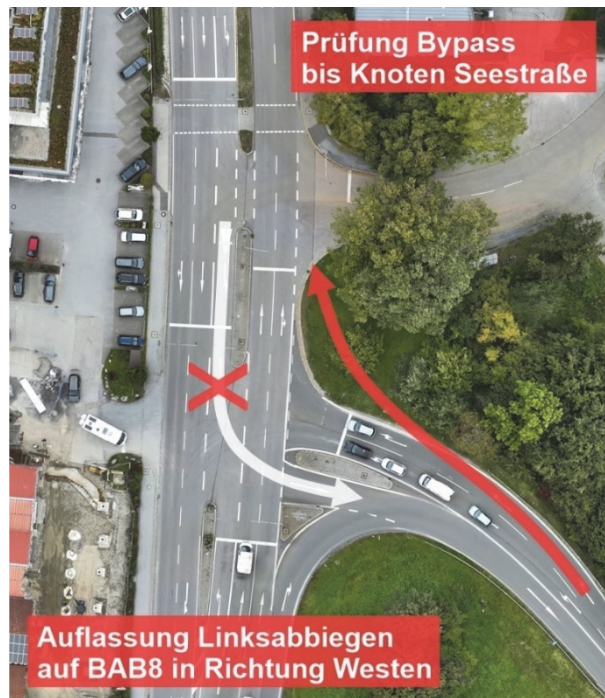 Prüfung Bypass
bis Knoten Seestraße
Auflassung Linksabbiegen
auf BAB8 in Richtung Westen